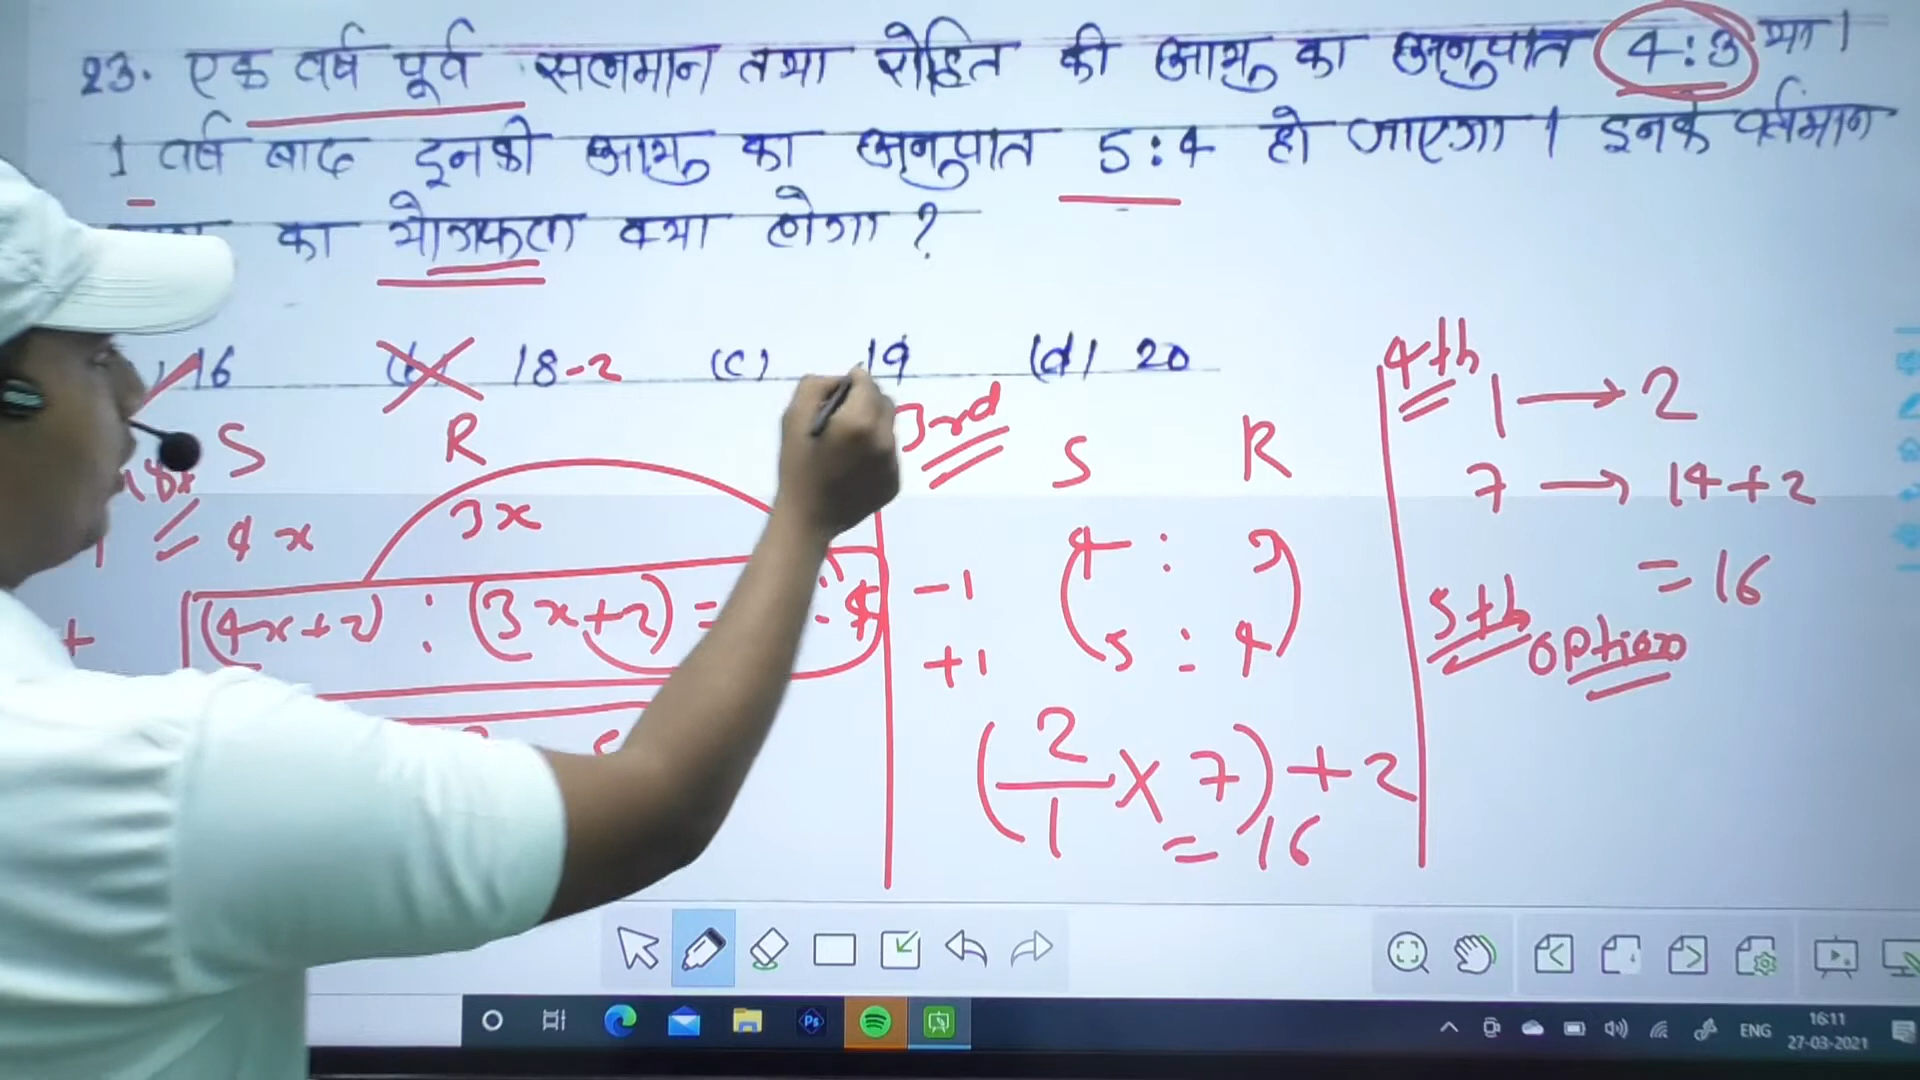 23. एक वर्ष पूर्व सलमान तथा रोहित की आयु का अनुपात 4:3 था।
1 वर्ष बाद इनकी आयु का अनुपात 5:4 हो जाएगा। इनके वर्तमान
का योगफल क्या होगा?
16 (b) 18-2 (c) 19 (d) 20
S R
4x 3x
(4x+2) : (3x+2) =
3rd
S R
-1 4 : 3
+1 5 : 4
(2/1 × 7) + 2
= 16
4th
1 → 2
7 → 14+2
= 16
5th option
ENG
16:11
27-03-2021